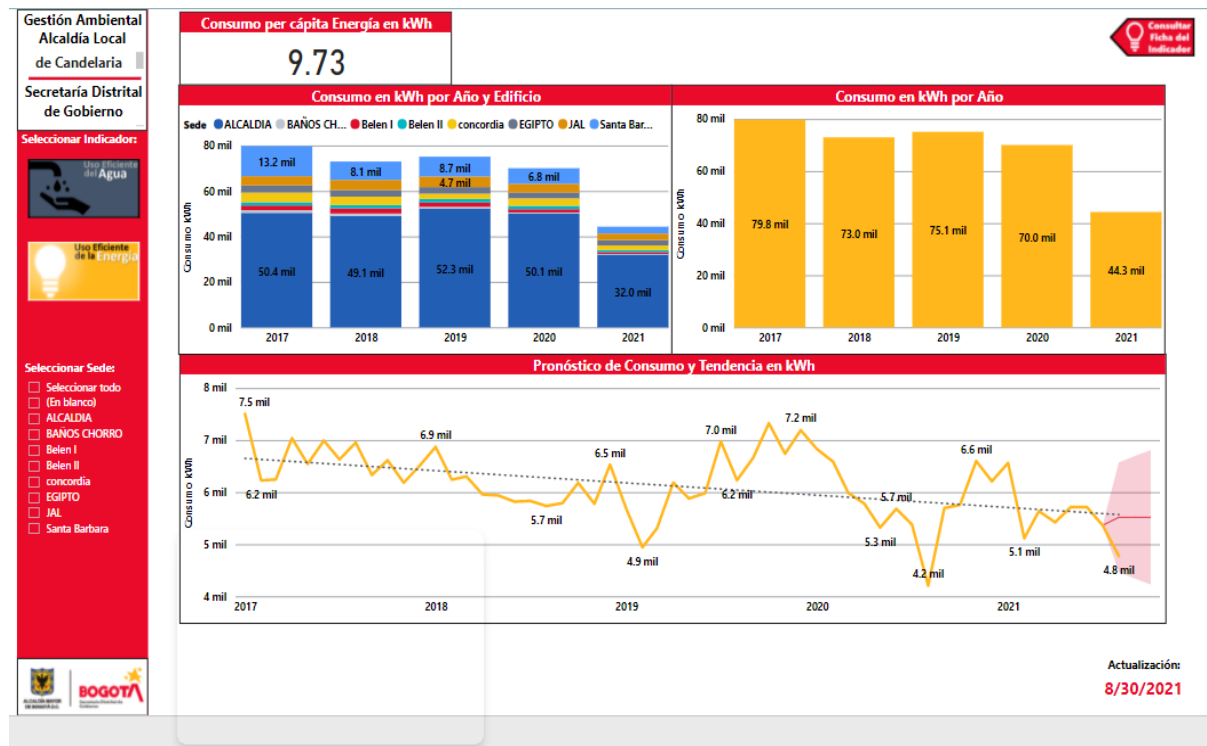 Gestión Ambiental
Alcaldía Local
de Candelaria
Secretaría Distrital
de Gobierno
Seleccionar Indicador:
Uso Eficiente
del Agua
Uso Eficiente
de la Energía
Seleccionar Sede:
Seleccionar todo
(En blanco)
ALCALDIA
BAÑOS CHORRO
Belen I
Belen II
concordia
EGIPTO
JAL
Santa Barbara
ALCALDÍA MAYOR
DE BOGOTÁ D.C.
BOGOTÁ
Secretaría Distrital de
Gobierno
Consumo per cápita Energía en kWh
9.73
Consultar
Ficha del
Indicador
Consumo en kWh por Año y Edificio
Sede ALCALDIA BAÑOS CH... Belen I Belen II concordia EGIPTO JAL Santa Bar...
Consumo kWh
80 mil
60 mil
40 mil
20 mil
0 mil
13.2 mil
8.1 mil
8.7 mil
6.8 mil
4.7 mil
50.4 mil
49.1 mil
52.3 mil
50.1 mil
32.0 mil
2017 2018 2019 2020 2021
Consumo en kWh por Año
Consumo kWh
80 mil
60 mil
40 mil
20 mil
0 mil
79.8 mil
73.0 mil
75.1 mil
70.0 mil
44.3 mil
2017 2018 2019 2020 2021
Pronóstico de Consumo y Tendencia en kWh
Consumo kWh
8 mil
7 mil
6 mil
5 mil
4 mil
7.5 mil
6.2 mil
6.9 mil
5.7 mil
6.5 mil
4.9 mil
7.0 mil
6.2 mil
7.2 mil
5.3 mil
5.7 mil
4.2 mil
6.6 mil
5.1 mil
4.8 mil
2017 2018 2019 2020 2021
Actualización:
8/30/2021